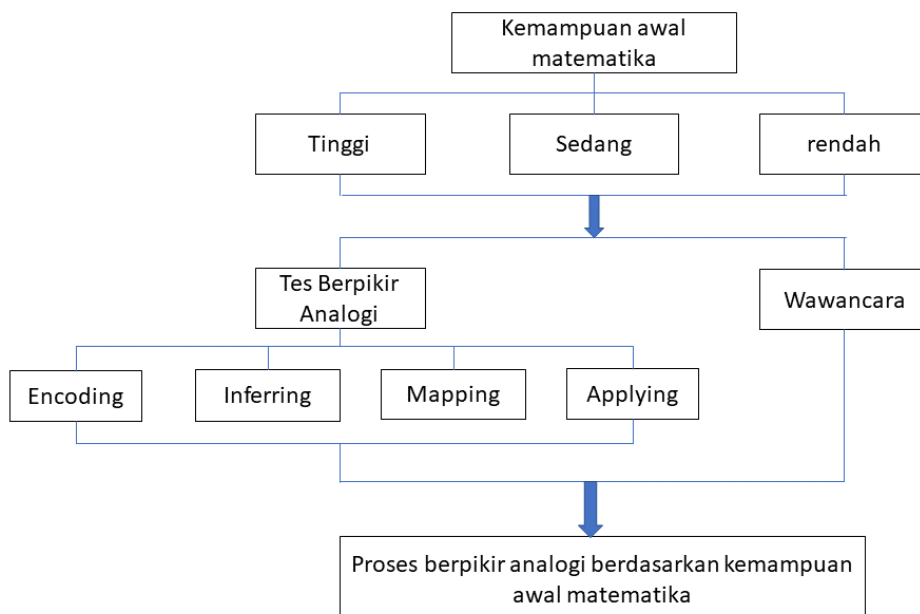 Kemampuan awal
matematika
Tinggi
Sedang
rendah
Tes Berpikir
Analogi
Wawancara
Encoding
Inferring
Mapping
Applying
Proses berpikir analogi berdasarkan kemampuan
awal matematika